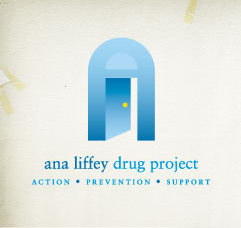 ana liffey drug project
ACTION • PREVENTION • SUPPORT